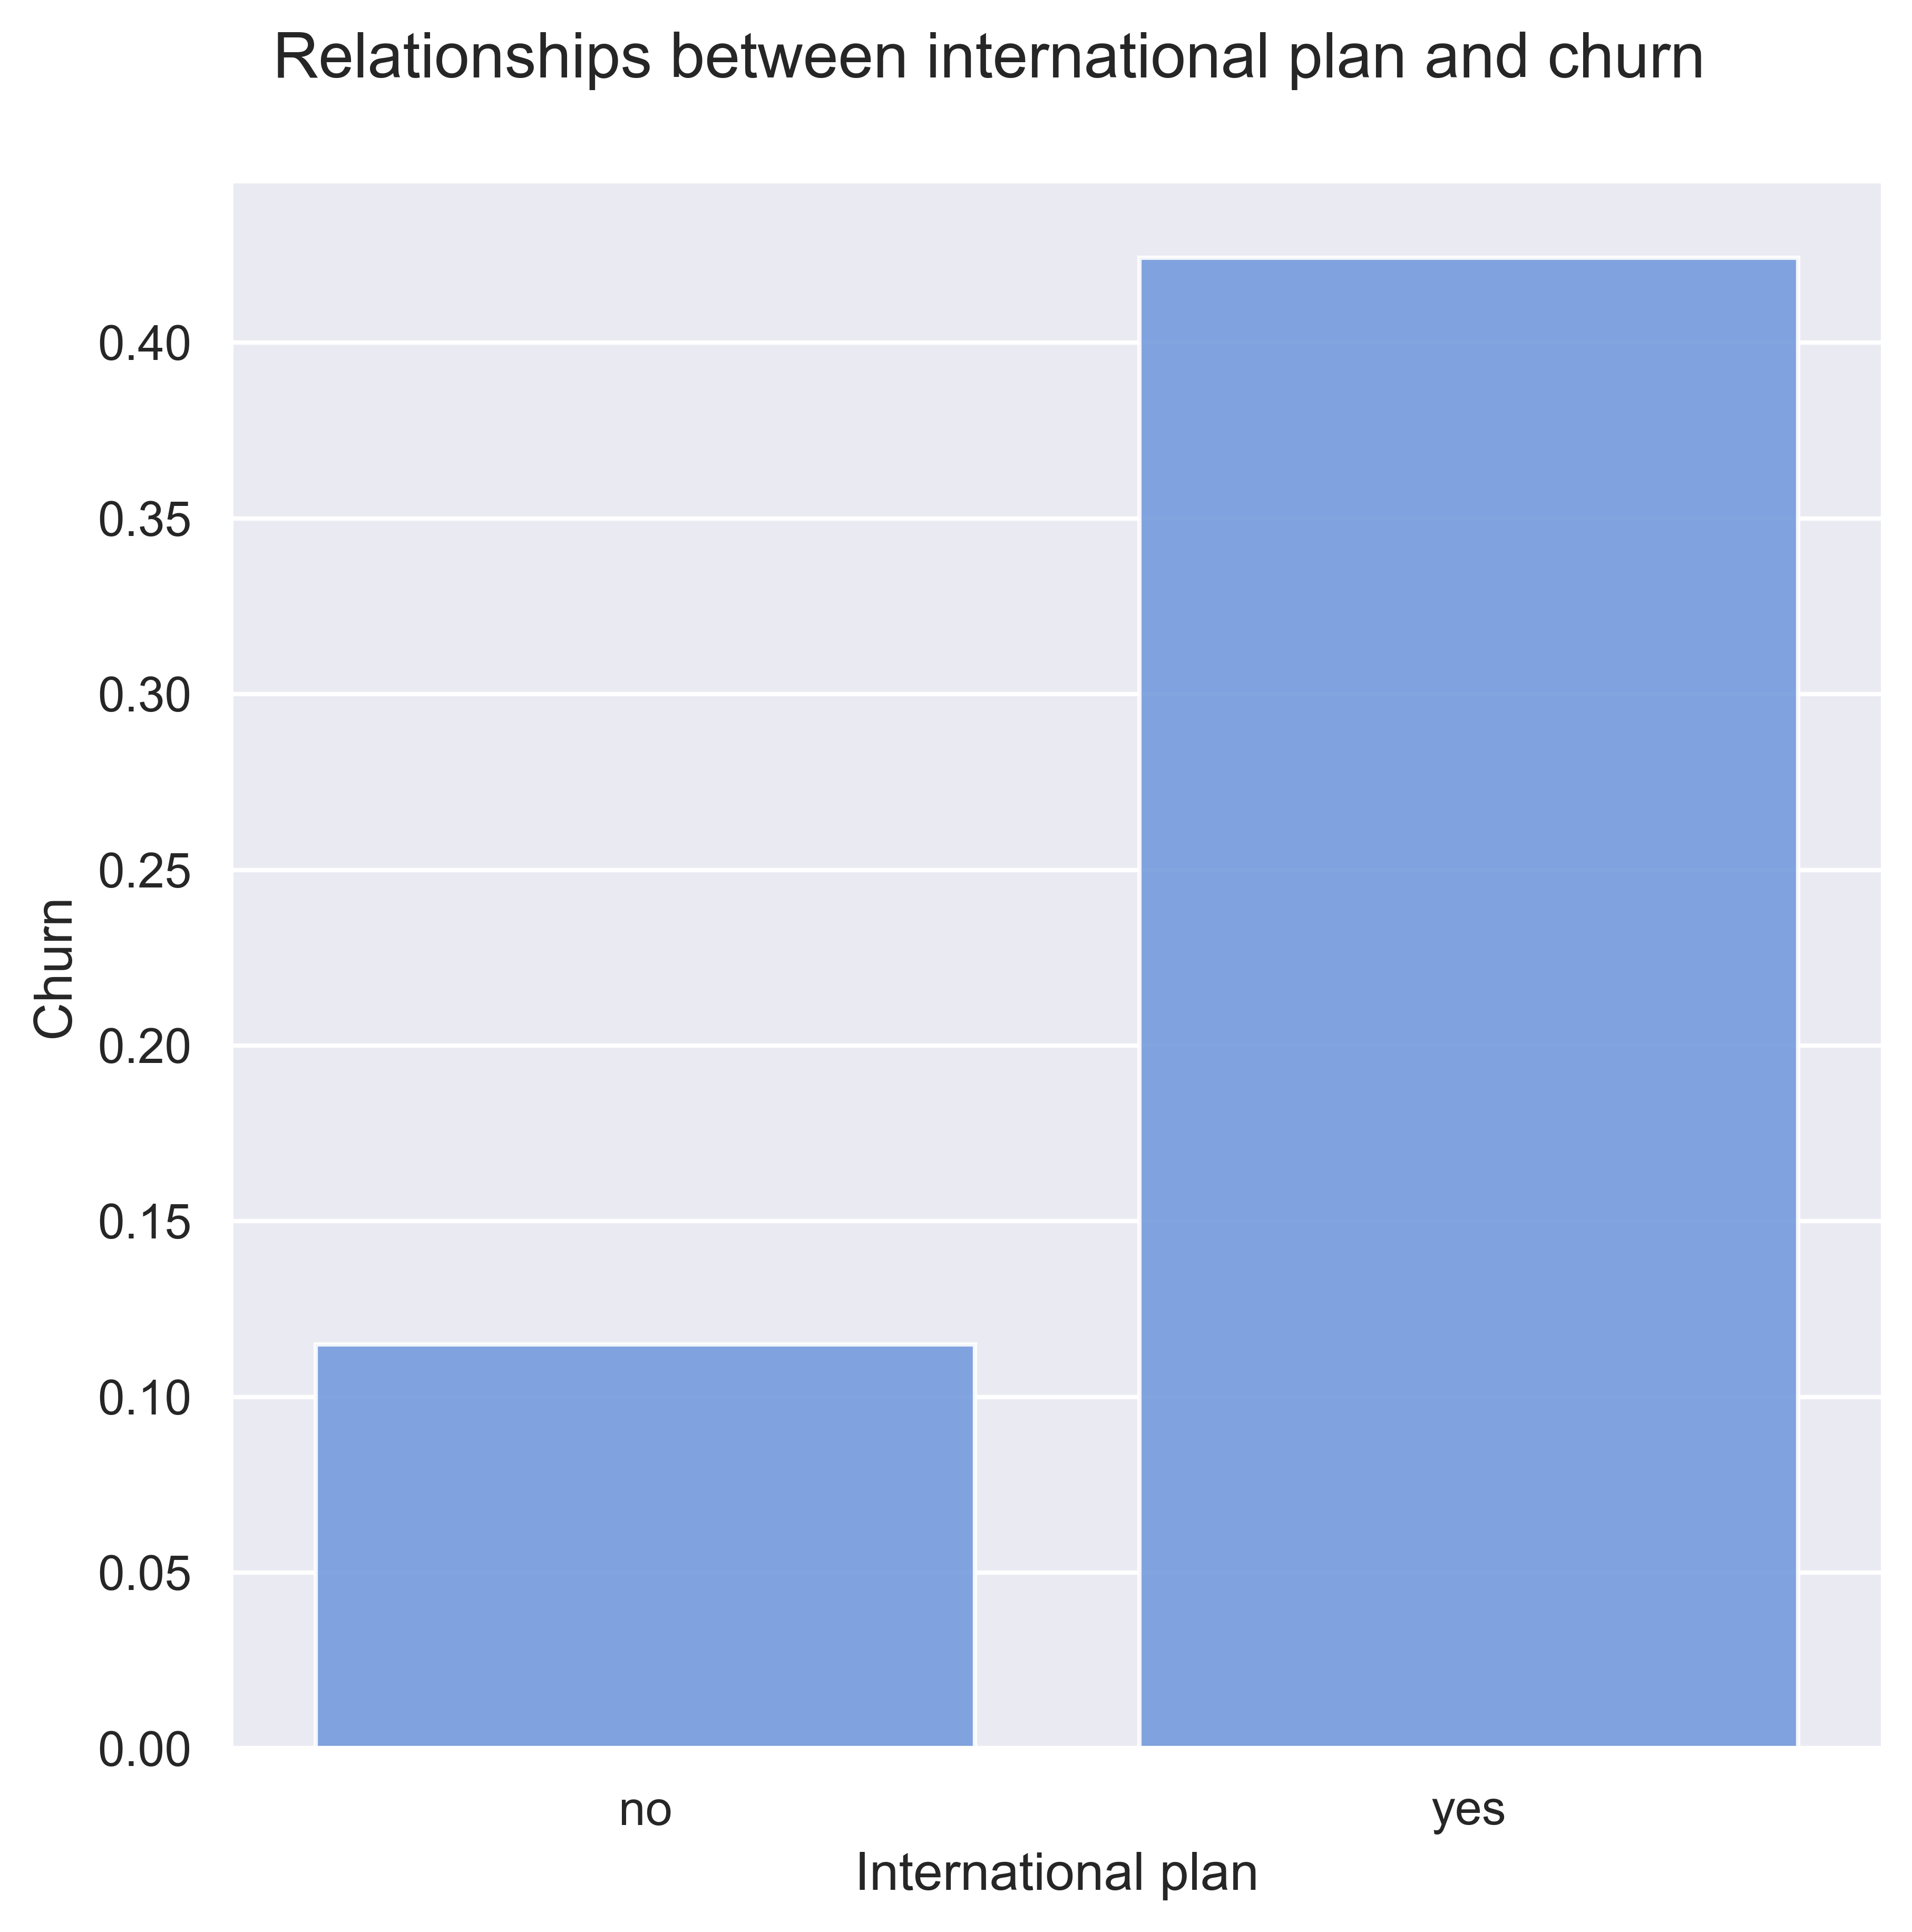 Relationships between international plan and churn
0.40
0.35
0.30
0.25
0.20
0.15
0.10
0.05
0.00
Churn
no
yes
International plan